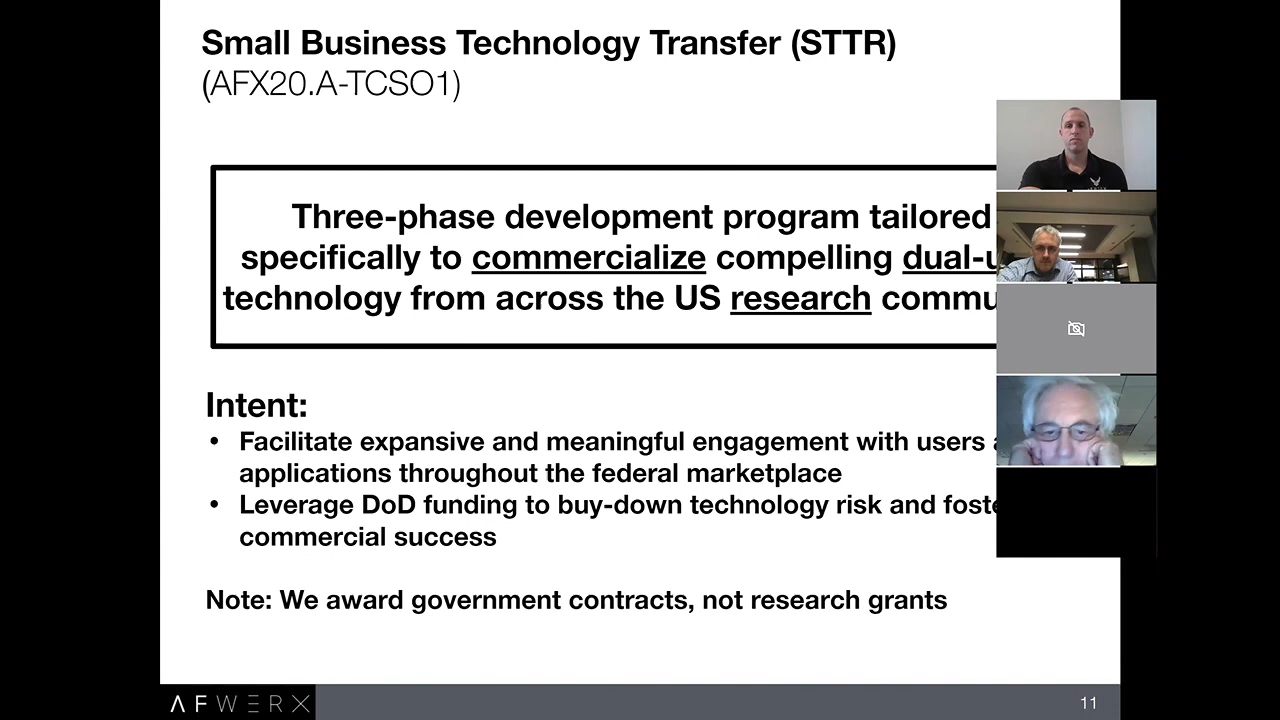 Small Business Technology Transfer (STTR)
(AFX20.A-TCSO1)
Three-phase development program tailored
specifically to commercialize compelling dual-u
technology from across the US research commu
Intent:
• Facilitate expansive and meaningful engagement with users
applications throughout the federal marketplace
• Leverage DoD funding to buy-down technology risk and foste
commercial success
Note: We award government contracts, not research grants
AFWERX
11